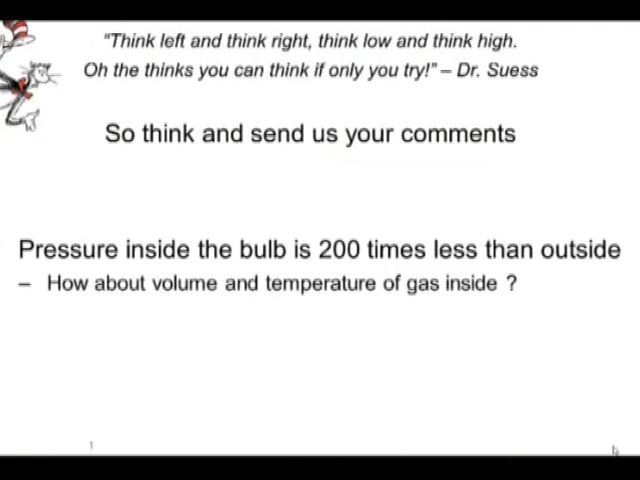 "Think left and think right, think low and think high.
Oh the thinks you can think if only you try!" – Dr. Suess
So think and send us your comments
Pressure inside the bulb is 200 times less than outside
– How about volume and temperature of gas inside ?
1